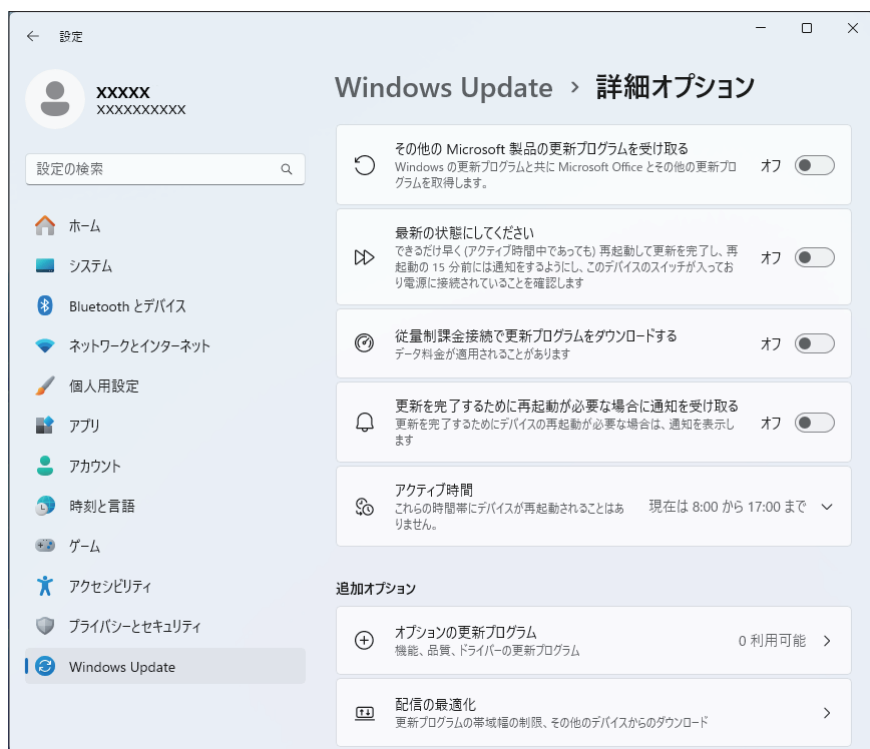 設定
XXXXX
XXXXXXXXXX
設定の検索
ホーム
システム
Bluetooth とデバイス
ネットワークとインターネット
個人用設定
アプリ
アカウント
時刻と言語
ゲーム
アクセシビリティ
プライバシーとセキュリティ
Windows Update
Windows Update › 詳細オプション
その他の Microsoft 製品の更新プログラムを受け取る
Windows の更新プログラムと共に Microsoft Office とその他の更新プロ
グラムを取得します。
オフ
最新の状態にしてください
できるだけ早く (アクティブ時間中であっても) 再起動して更新を完了し、再
起動の 15 分前には通知をするようにし、このデバイスのスイッチが入ってお
り電源に接続されていることを確認します
オフ
従量制課金接続で更新プログラムをダウンロードする
データ料金が適用されることがあります
オフ
更新を完了するために再起動が必要な場合に通知を受け取る
更新を完了するためにデバイスの再起動が必要な場合は、通知を表示し
ます
オフ
アクティブ時間
これらの時間帯にデバイスが再起動されることはあ
りません。
現在は 8:00 から 17:00 まで
追加オプション
オプションの更新プログラム
機能、品質、ドライバーの更新プログラム
0 利用可能
配信の最適化
更新プログラムの帯域幅の制限、その他のデバイスからのダウンロード